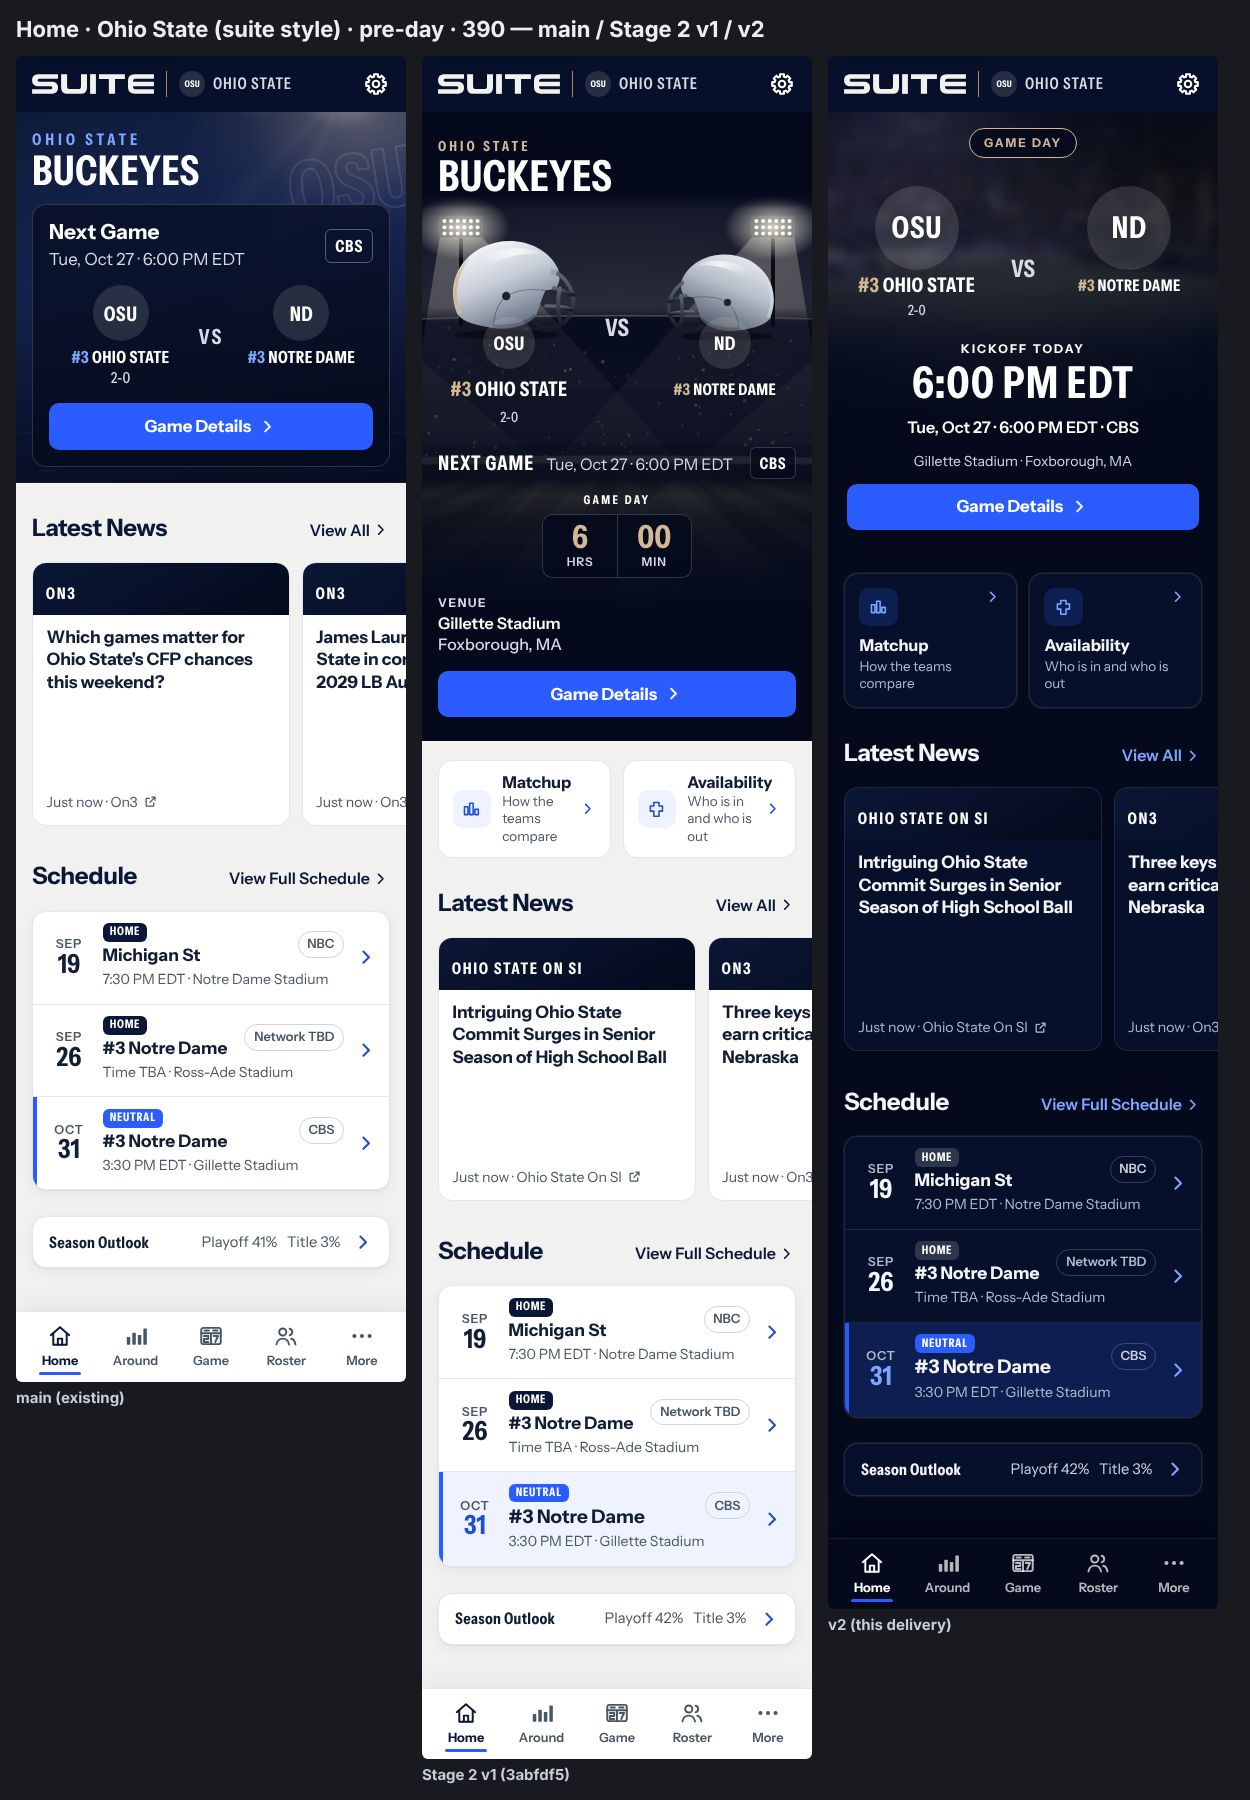 Home · Ohio State (suite style) · pre-day · 390 — main / Stage 2 v1 / v2
SUITE
OSU
OHIO STATE
OHIO STATE
BUCKEYES
OSU
Next Game
Tue, Oct 27 · 6:00 PM EDT
CBS
OSU
VS
ND
#3 OHIO STATE
#3 NOTRE DAME
2-0
Game Details
Latest News
View All
ON3
ON3
Which games matter for
Ohio State's CFP chances
this weekend?
James Laur
State in cor
2029 LB Au
Just now · On3
Just now · On3
Schedule
View Full Schedule
SEP
19
HOME
Michigan St
7:30 PM EDT · Notre Dame Stadium
NBC
SEP
26
HOME
#3 Notre Dame
Time TBA · Ross-Ade Stadium
Network TBD
OCT
31
NEUTRAL
#3 Notre Dame
3:30 PM EDT · Gillette Stadium
CBS
Season Outlook
Playoff 41%
Title 3%
Home
Around
Game
Roster
More
main (existing)
SUITE
OSU
OHIO STATE
OHIO STATE
BUCKEYES
OSU
VS
ND
#3 OHIO STATE
#3 NOTRE DAME
2-0
NEXT GAME
Tue, Oct 27 · 6:00 PM EDT
CBS
GAME DAY
6
HRS
00
MIN
VENUE
Gillette Stadium
Foxborough, MA
Game Details
Matchup
How the
teams
compare
Availability
Who is in
and who is
out
Latest News
View All
OHIO STATE ON SI
ON3
Intriguing Ohio State
Commit Surges in Senior
Season of High School Ball
Three keys
earn critica
Nebraska
Just now · Ohio State On SI
Just now · On3
Schedule
View Full Schedule
SEP
19
HOME
Michigan St
7:30 PM EDT · Notre Dame Stadium
NBC
SEP
26
HOME
#3 Notre Dame
Time TBA · Ross-Ade Stadium
Network TBD
OCT
31
NEUTRAL
#3 Notre Dame
3:30 PM EDT · Gillette Stadium
CBS
Season Outlook
Playoff 42%
Title 3%
Home
Around
Game
Roster
More
Stage 2 v1 (3abfdf5)
SUITE
OSU
OHIO STATE
GAME DAY
OSU
VS
ND
#3 OHIO STATE
#3 NOTRE DAME
2-0
KICKOFF TODAY
6:00 PM EDT
Tue, Oct 27 · 6:00 PM EDT · CBS
Gillette Stadium · Foxborough, MA
Game Details
Matchup
How the teams
compare
Availability
Who is in and who is
out
Latest News
View All
OHIO STATE ON SI
ON3
Intriguing Ohio State
Commit Surges in Senior
Season of High School Ball
Three keys
earn critica
Nebraska
Just now · Ohio State On SI
Just now · On3
Schedule
View Full Schedule
SEP
19
HOME
Michigan St
7:30 PM EDT · Notre Dame Stadium
NBC
SEP
26
HOME
#3 Notre Dame
Time TBA · Ross-Ade Stadium
Network TBD
OCT
31
NEUTRAL
#3 Notre Dame
3:30 PM EDT · Gillette Stadium
CBS
Season Outlook
Playoff 42%
Title 3%
Home
Around
Game
Roster
More
v2 (this delivery)